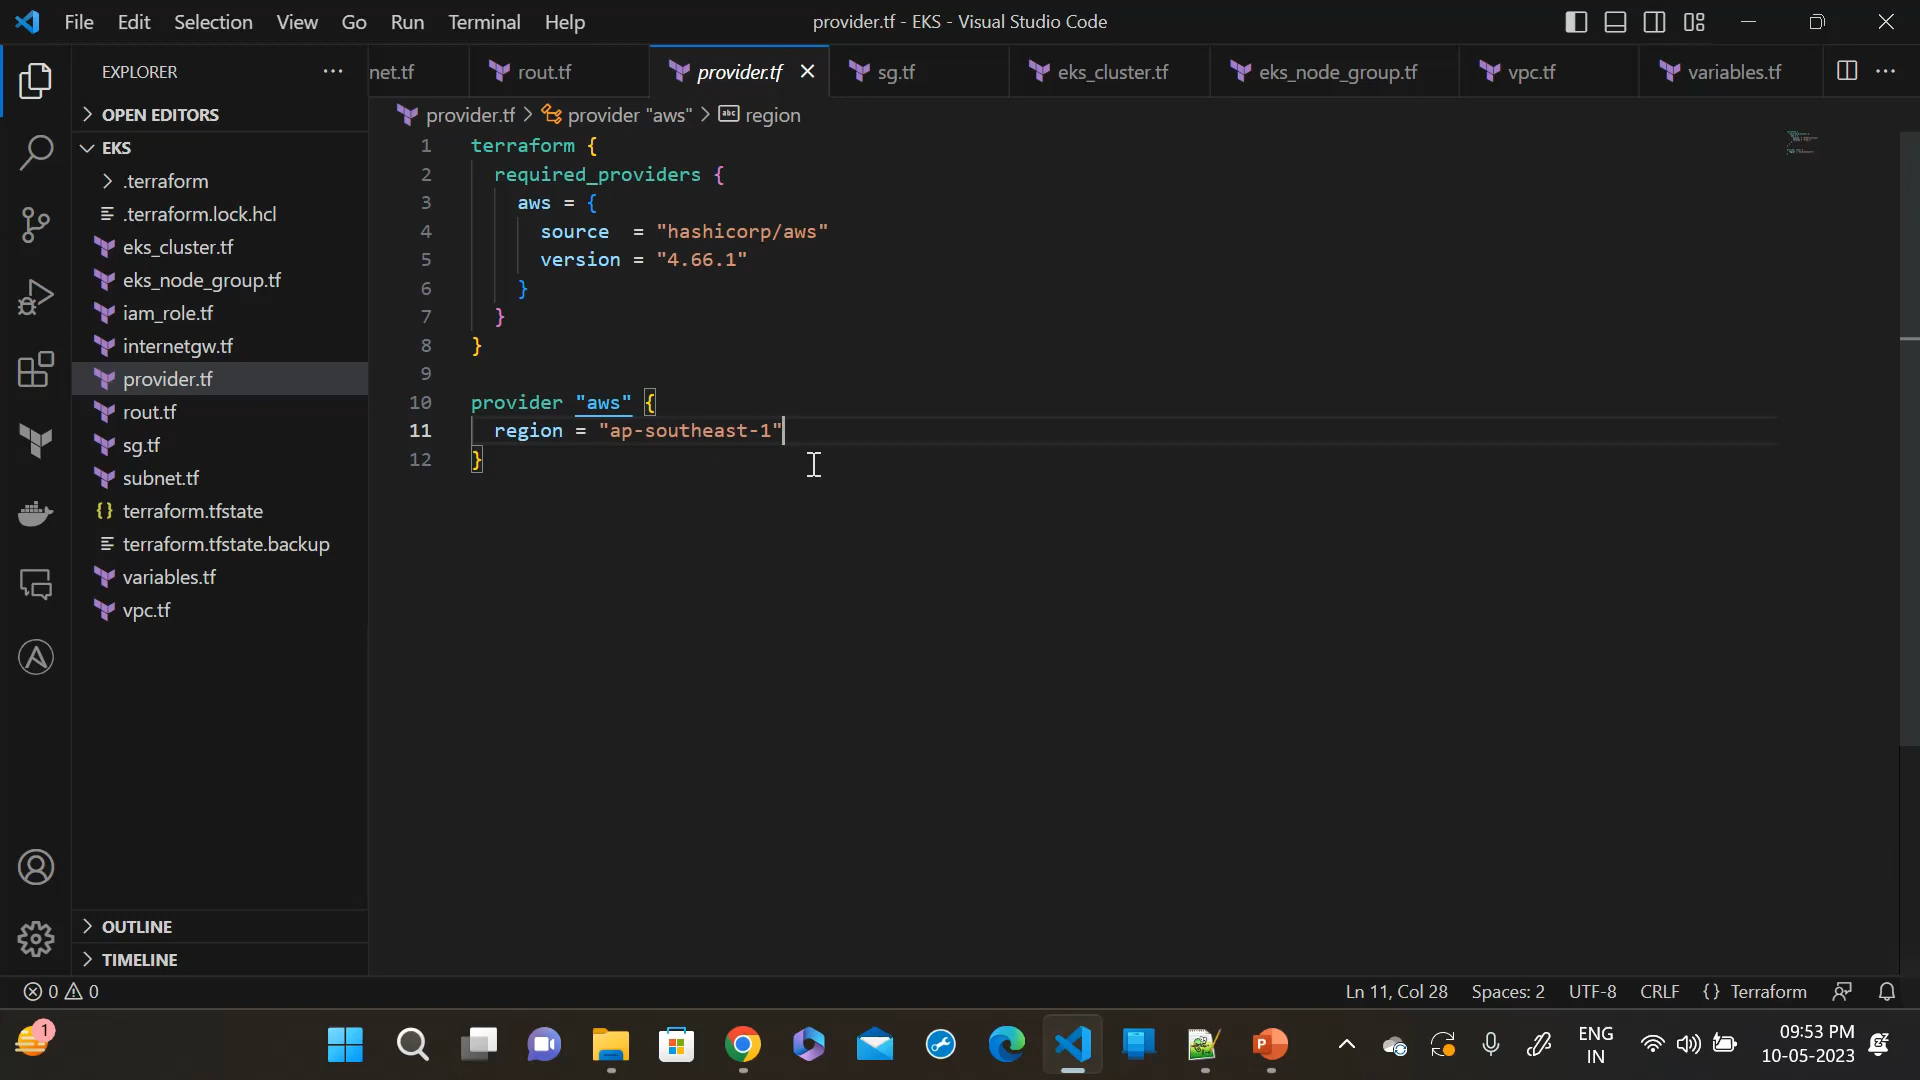 File Edit Selection View Go Run Terminal Help
provider.tf - EKS - Visual Studio Code
EXPLORER
net.tf rout.tf provider.tf sg.tf eks_cluster.tf eks_node_group.tf vpc.tf variables.tf
OPEN EDITORS
provider.tf > provider "aws" > abc region
EKS
.terraform
.terraform.lock.hcl
eks_cluster.tf
eks_node_group.tf
iam_role.tf
internetgw.tf
provider.tf
rout.tf
sg.tf
subnet.tf
{} terraform.tfstate
terraform.tfstate.backup
variables.tf
vpc.tf
OUTLINE
TIMELINE
1 terraform {
2 required_providers {
3 aws = {
4 source = "hashicorp/aws"
5 version = "4.66.1"
6 }
7 }
8 }
9
10 provider "aws" {
11 region = "ap-southeast-1"
12 }
0 0
Ln 11, Col 28 Spaces: 2 UTF-8 CRLF {} Terraform
1
ENG
IN
09:53 PM
10-05-2023